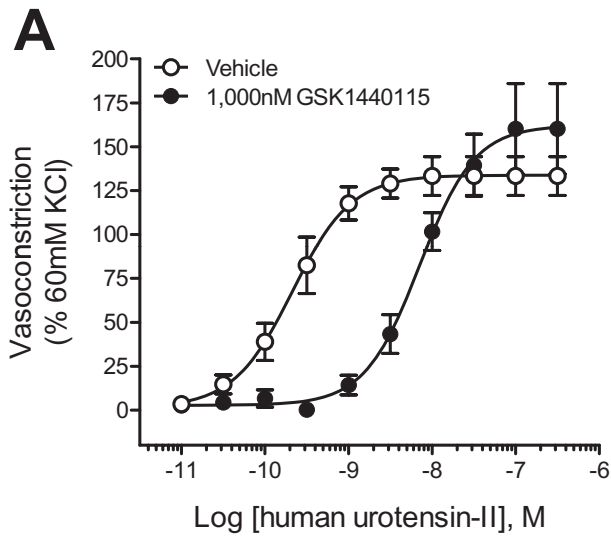 A
Vehicle
1,000nM GSK1440115
200
175
150
125
100
75
50
25
0
Vasoconstriction
(% 60mM KCl)
-11 -10 -9 -8 -7 -6
Log [human urotensin-II], M